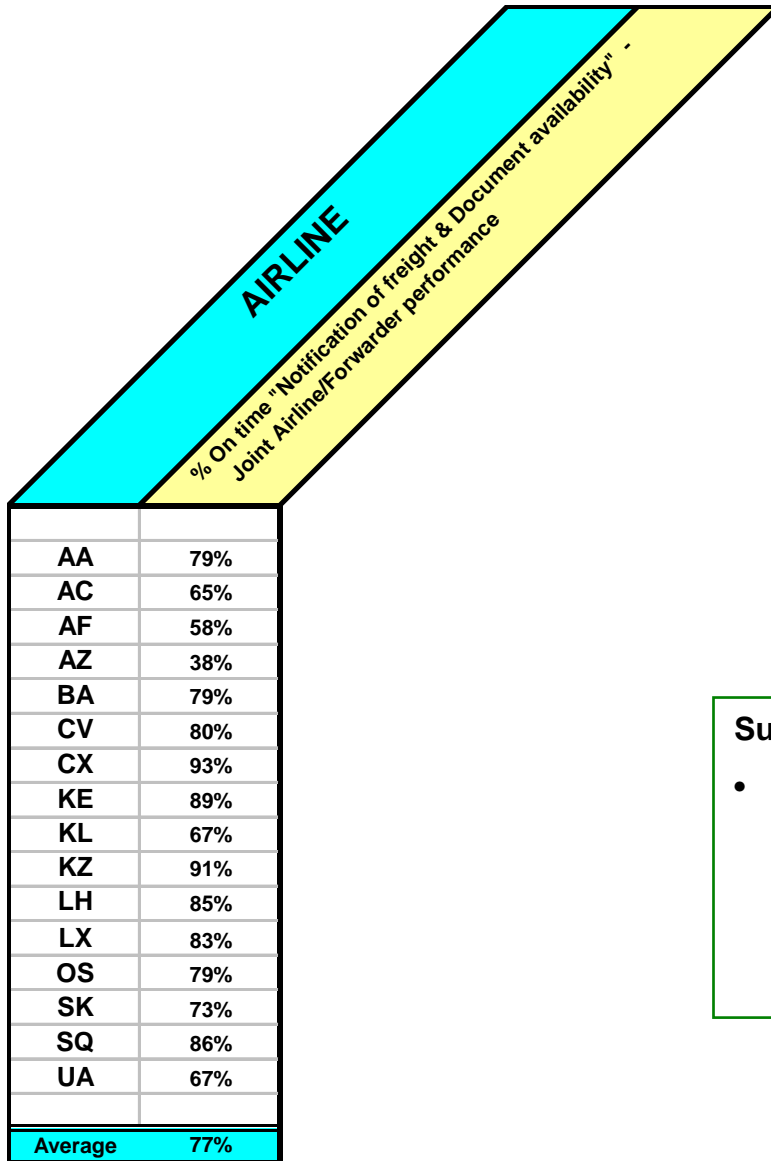 AIRLINE
% On time "Notification of freight & Document availability" -
Joint Airline/Forwarder performance
AA 79%
AC 65%
AF 58%
AZ 38%
BA 79%
CV 80%
CX 93%
KE 89%
KL 67%
KZ 91%
LH 85%
LX 83%
OS 79%
SK 73%
SQ 86%
UA 67%
Average 77%
Su
•